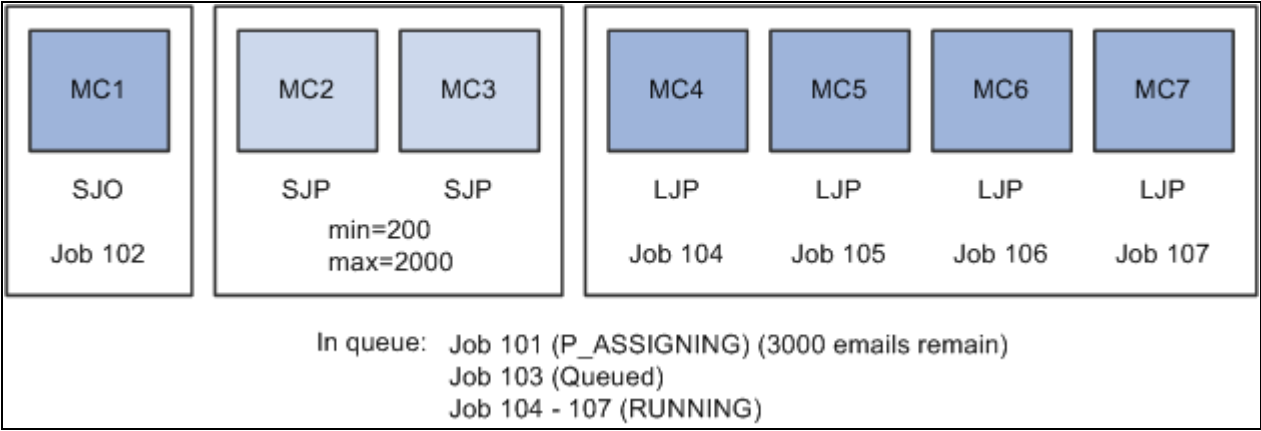 MC1 MC2 MC3 MC4 MC5 MC6 MC7
SJO SJP SJP LJP LJP LJP LJP
min=200
max=2000
Job 102 Job 104 Job 105 Job 106 Job 107
In queue: Job 101 (P_ASSIGNING) (3000 emails remain)
Job 103 (Queued)
Job 104 - 107 (RUNNING)